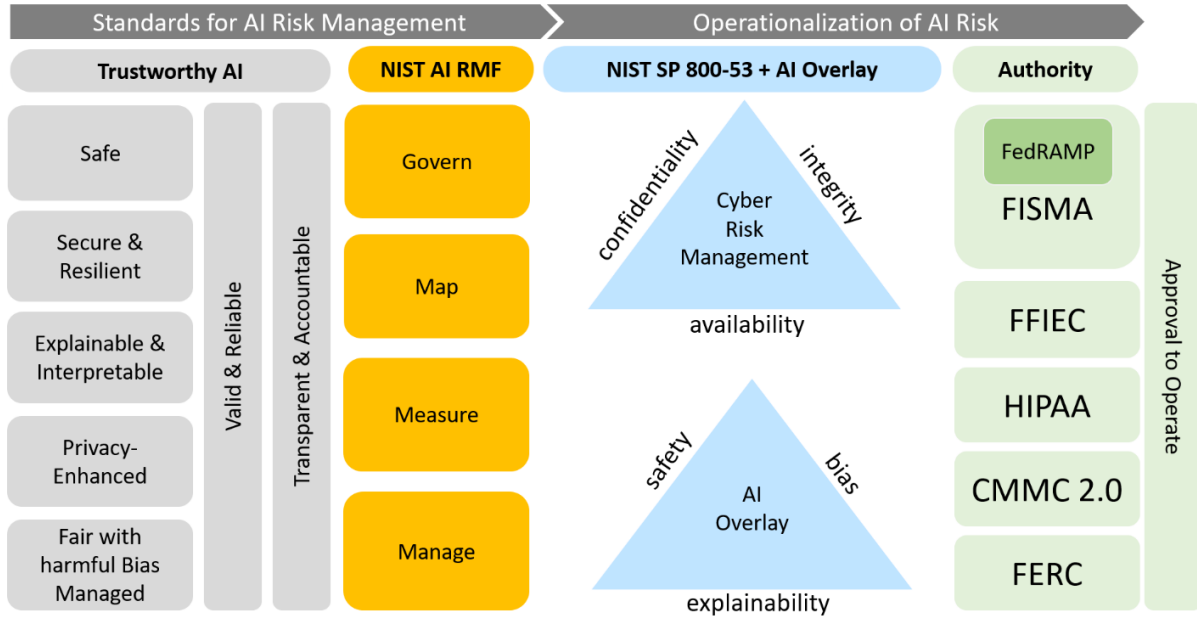 Standards for AI Risk Management
Operationalization of AI Risk
Trustworthy AI
NIST AI RMF
NIST SP 800-53 + AI Overlay
Authority
Safe
Secure &
Resilient
Explainable &
Interpretable
Privacy-
Enhanced
Fair with
harmful Bias
Managed
Valid & Reliable
Transparent & Accountable
Govern
Map
Measure
Manage
confidentiality
integrity
Cyber
Risk
Management
availability
safety
bias
AI
Overlay
explainability
FedRAMP
FISMA
FFIEC
HIPAA
CMMC 2.0
FERC
Approval to Operate